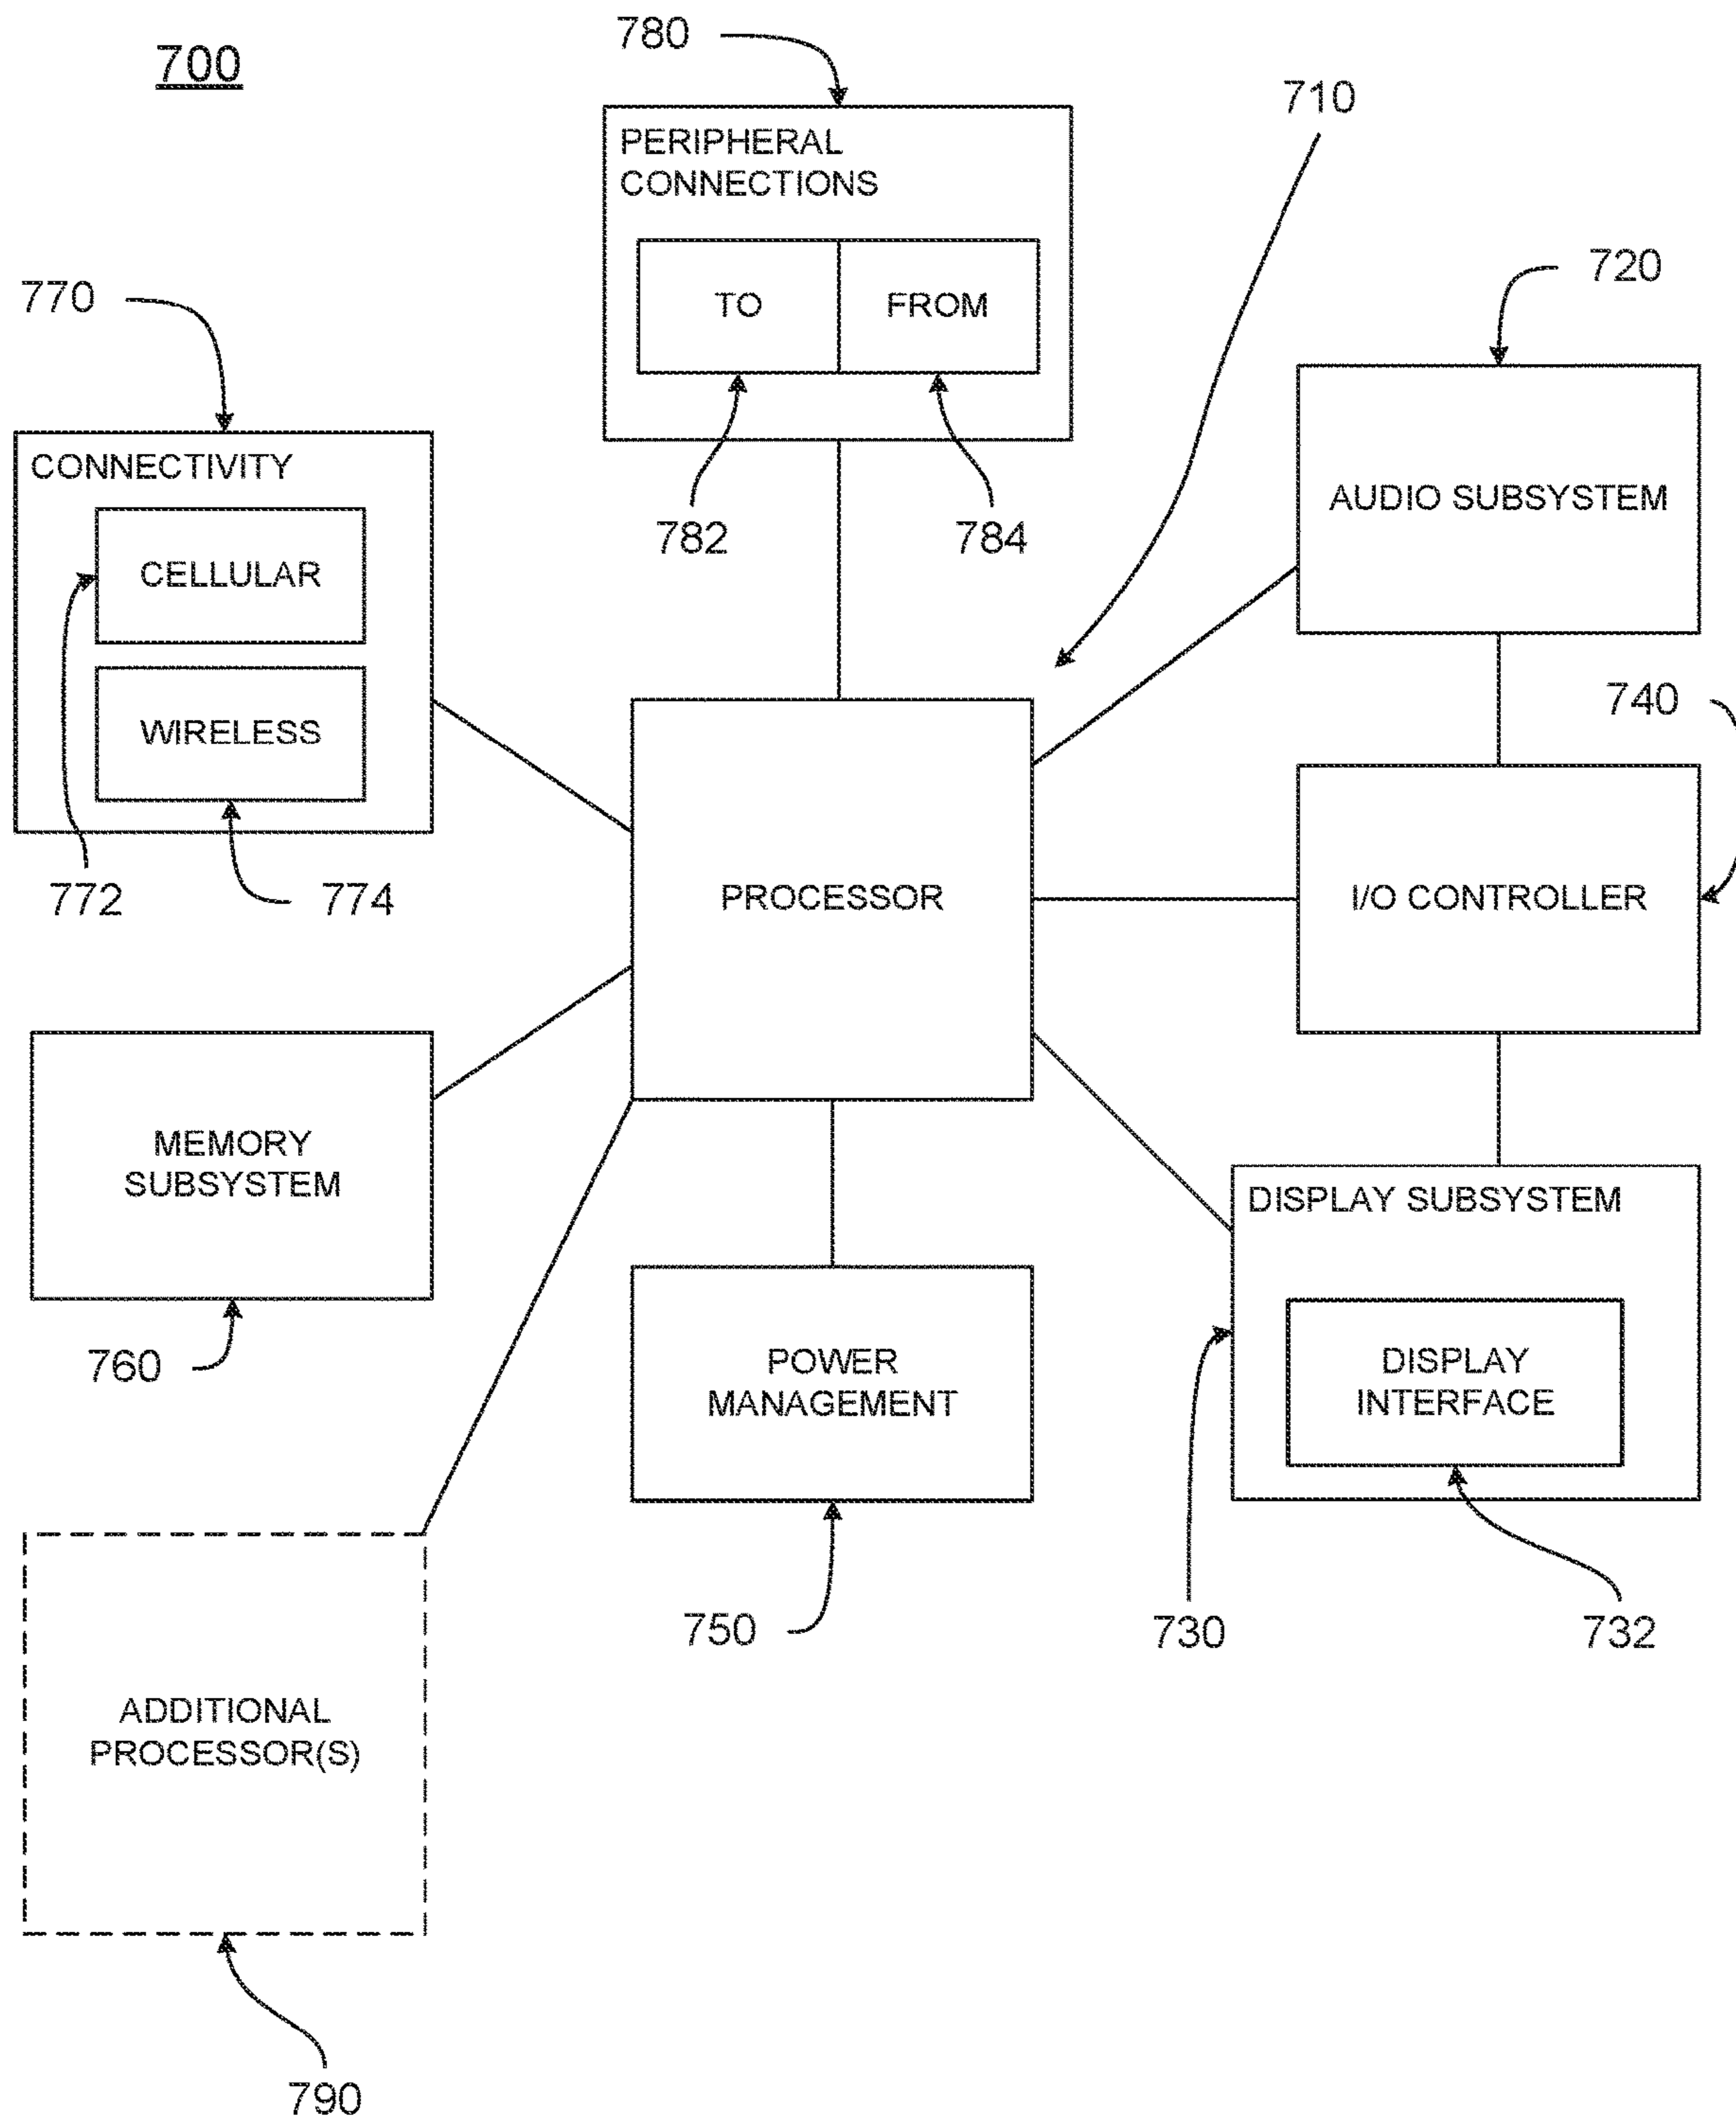 700
780
710
PERIPHERAL
CONNECTIONS
TO
FROM
782
784
720
AUDIO SUBSYSTEM
770
CONNECTIVITY
CELLULAR
WIRELESS
772
774
PROCESSOR
740
I/O CONTROLLER
MEMORY
SUBSYSTEM
760
POWER
MANAGEMENT
750
DISPLAY SUBSYSTEM
DISPLAY
INTERFACE
730
732
ADDITIONAL
PROCESSOR(S)
790